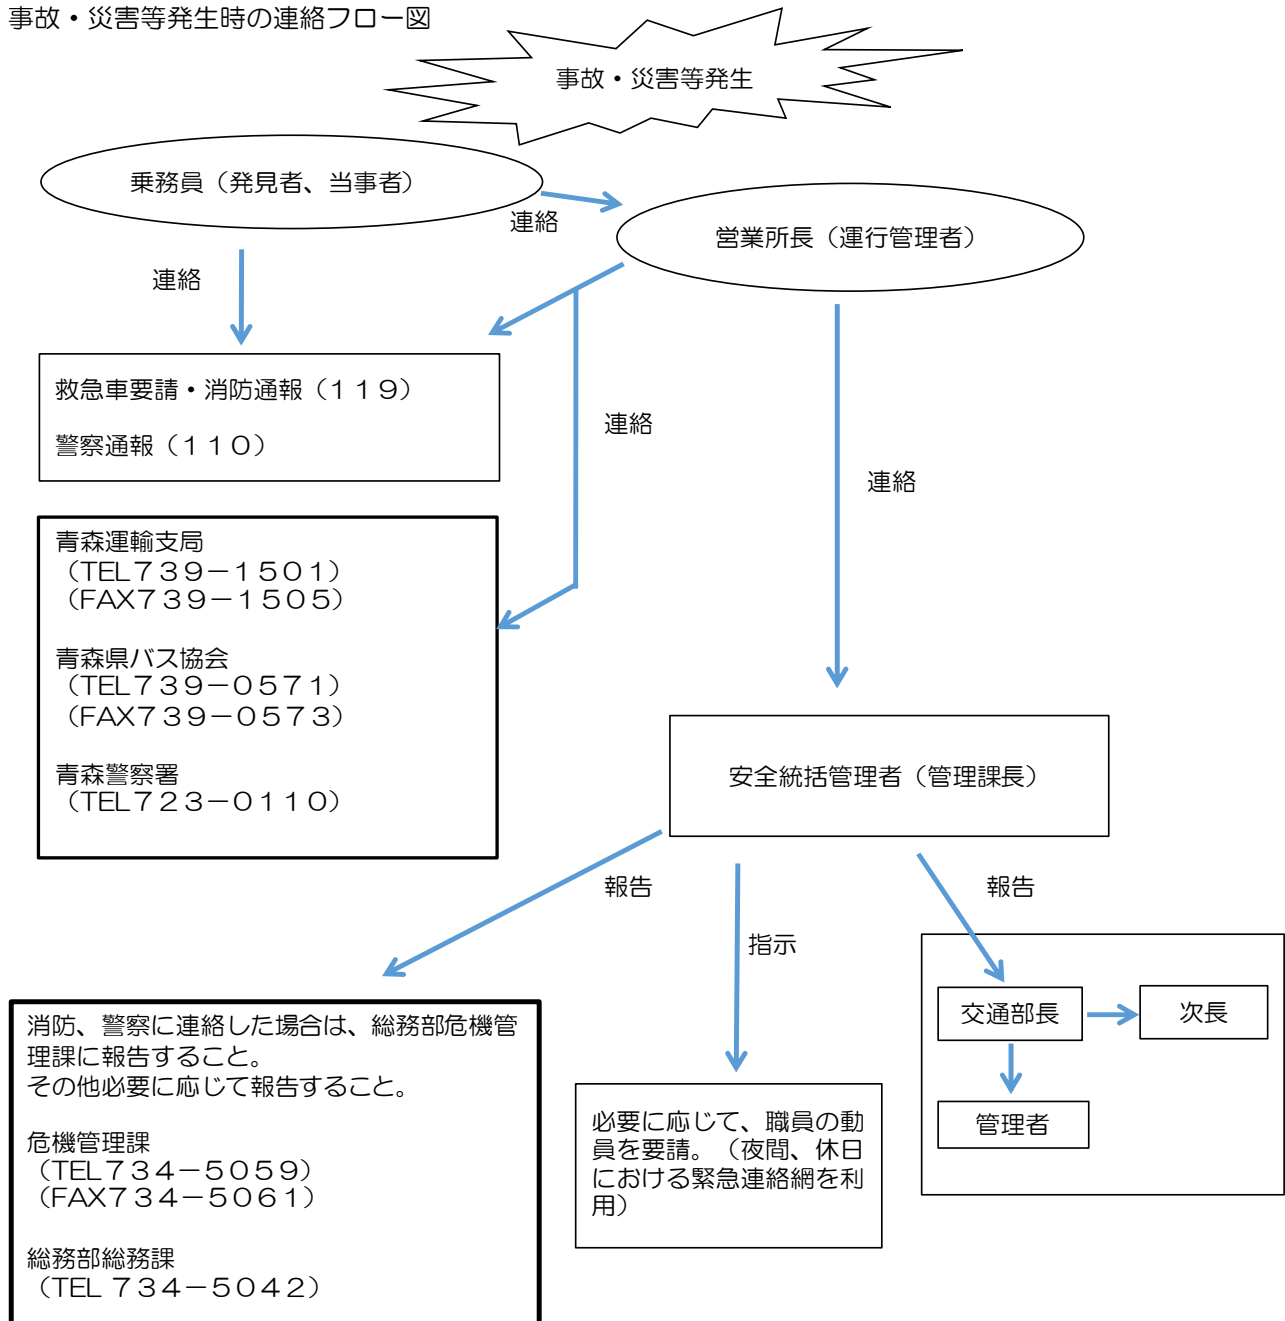 事故・災害等発生時の連絡フロー図
事故・災害等発生
乗務員（発見者、当事者）
連絡
営業所長（運行管理者）
連絡
救急車要請・消防通報（１１９）
警察通報（１１０）
連絡
連絡
青森運輸支局
（TEL７３９－１５０１）
（FAX７３９－１５０５）
青森県バス協会
（TEL７３９－０５７１）
（FAX７３９－０５７３）
青森警察署
（TEL７２３－０１１０）
安全統括管理者（管理課長）
報告
指示
報告
消防、警察に連絡した場合は、総務部危機管
理課に報告すること。
その他必要に応じて報告すること。
危機管理課
（TEL７３４－５０５９）
（FAX７３４－５０６１）
総務部総務課
（TEL ７３４－５０４２）
必要に応じて、職員の動
員を要請。（夜間、休日
における緊急連絡網を利
用）
交通部長
次長
管理者